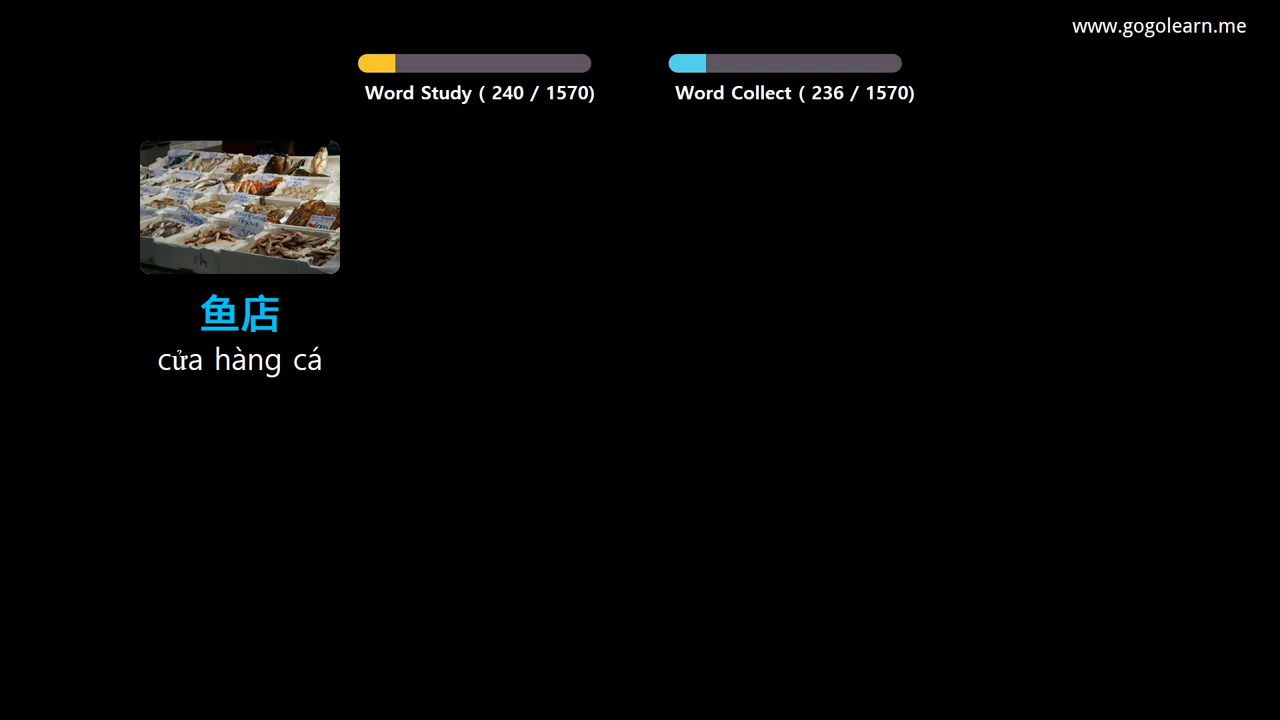 www.gogolearn.me
Word Study ( 240 / 1570)
Word Collect ( 236 / 1570)
鱼店
cửa hàng cá